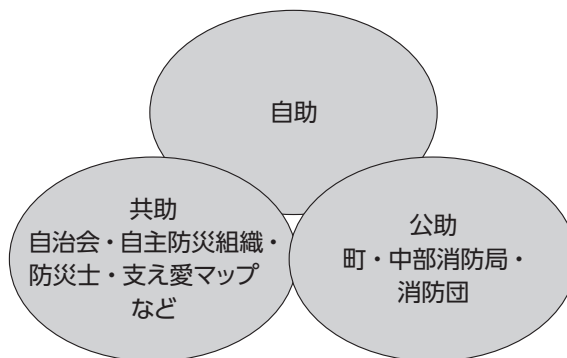 自助
共助
自治会・自主防災組織・
防災士・支え愛マップ
など
公助
町・中部消防局・
消防団